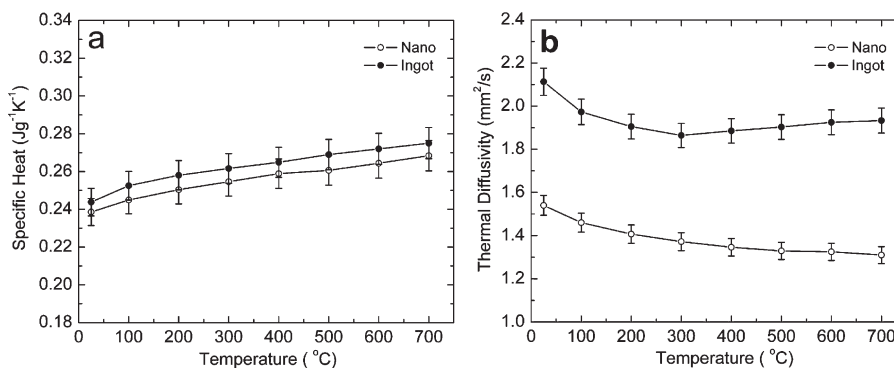 a
Nano
Ingot
Specific Heat (Jg⁻¹K⁻¹)
0.34
0.32
0.30
0.28
0.26
0.24
0.22
0.20
0.18
0 100 200 300 400 500 600 700
Temperature ( °C)
b
Nano
Ingot
Thermal Diffusivity (mm²/s)
2.4
2.2
2.0
1.8
1.6
1.4
1.2
1.0
0 100 200 300 400 500 600 700
Temperature ( °C)